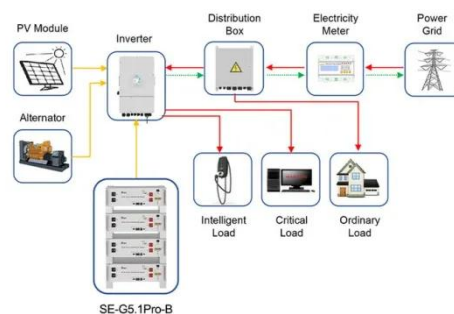 PV Module
Inverter
Distribution
Box
Electricity
Meter
Power
Grid
Alternator
Intelligent
Load
Critical
Load
Ordinary
Load
SE-G5.1Pro-B